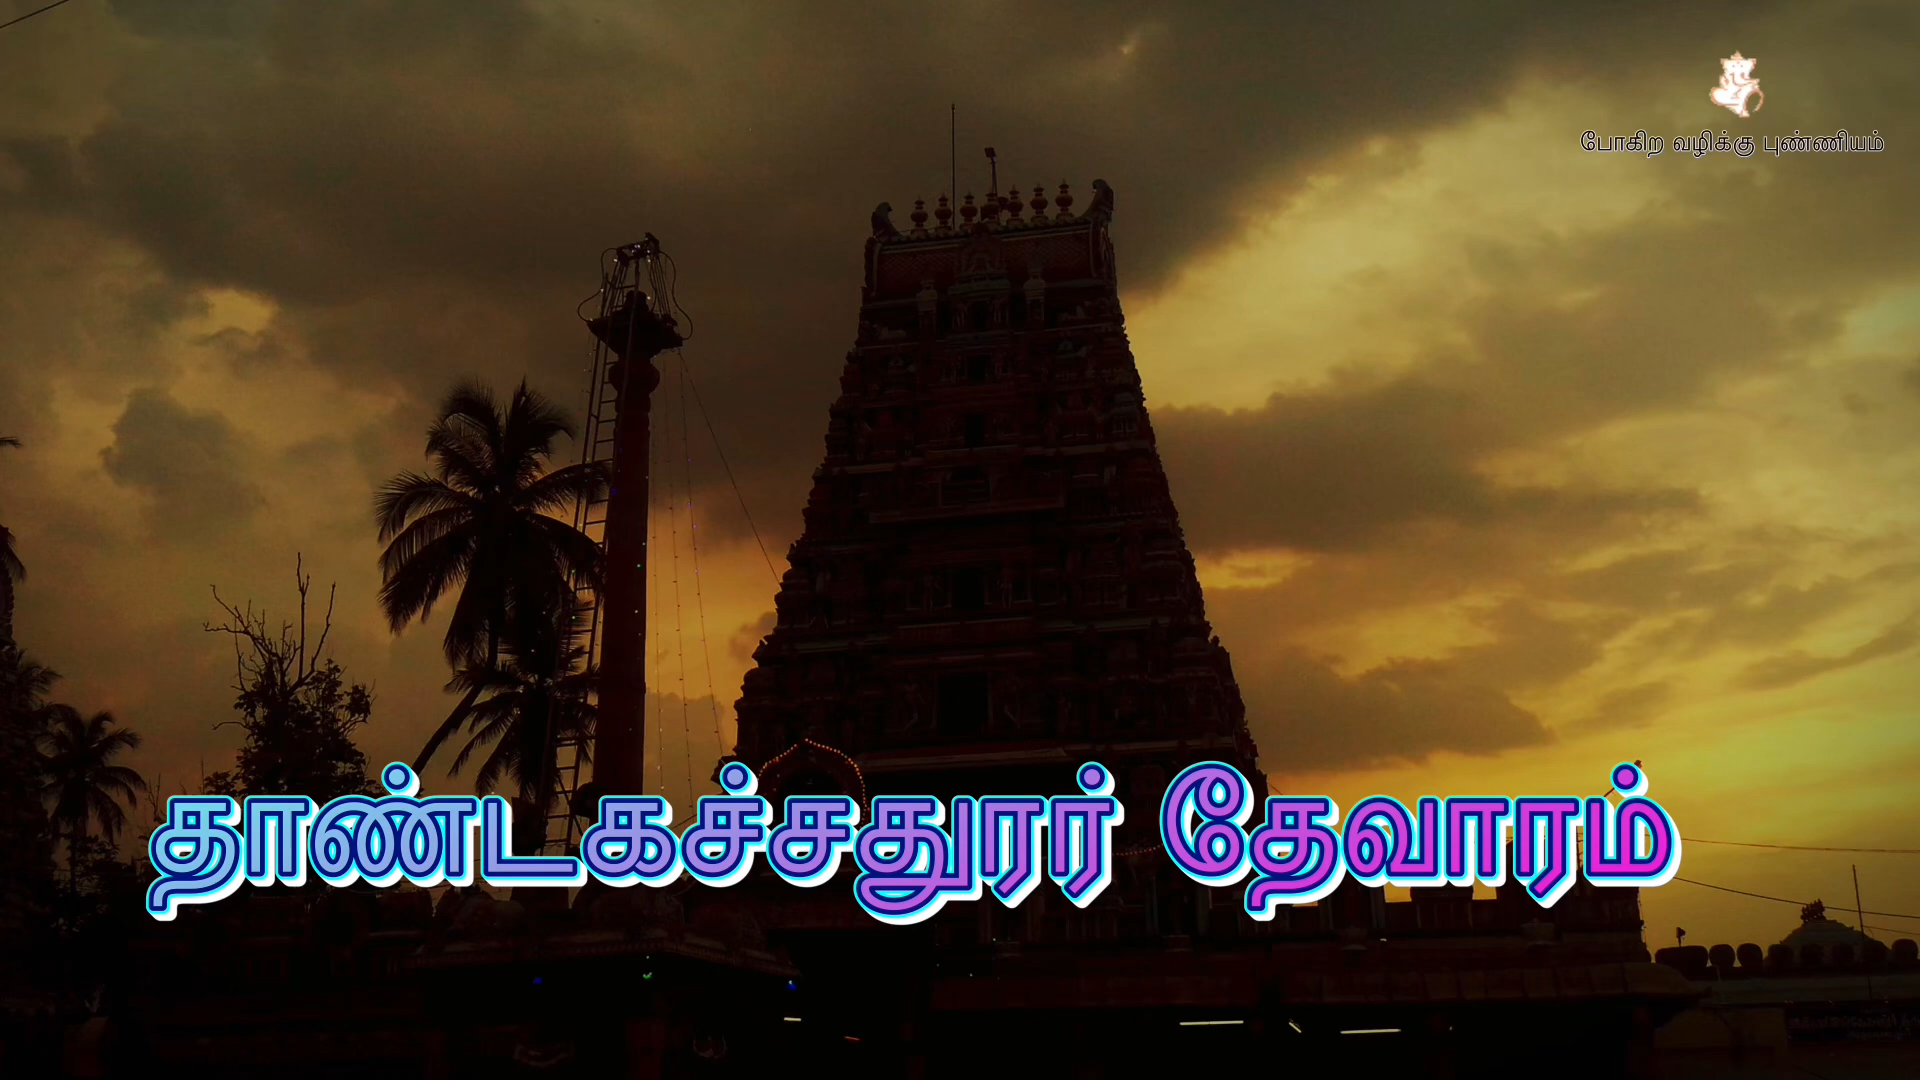 போகிற வழிக்கு புண்ணியம்
தாண்டகச்சதுரர் தேவாரம்